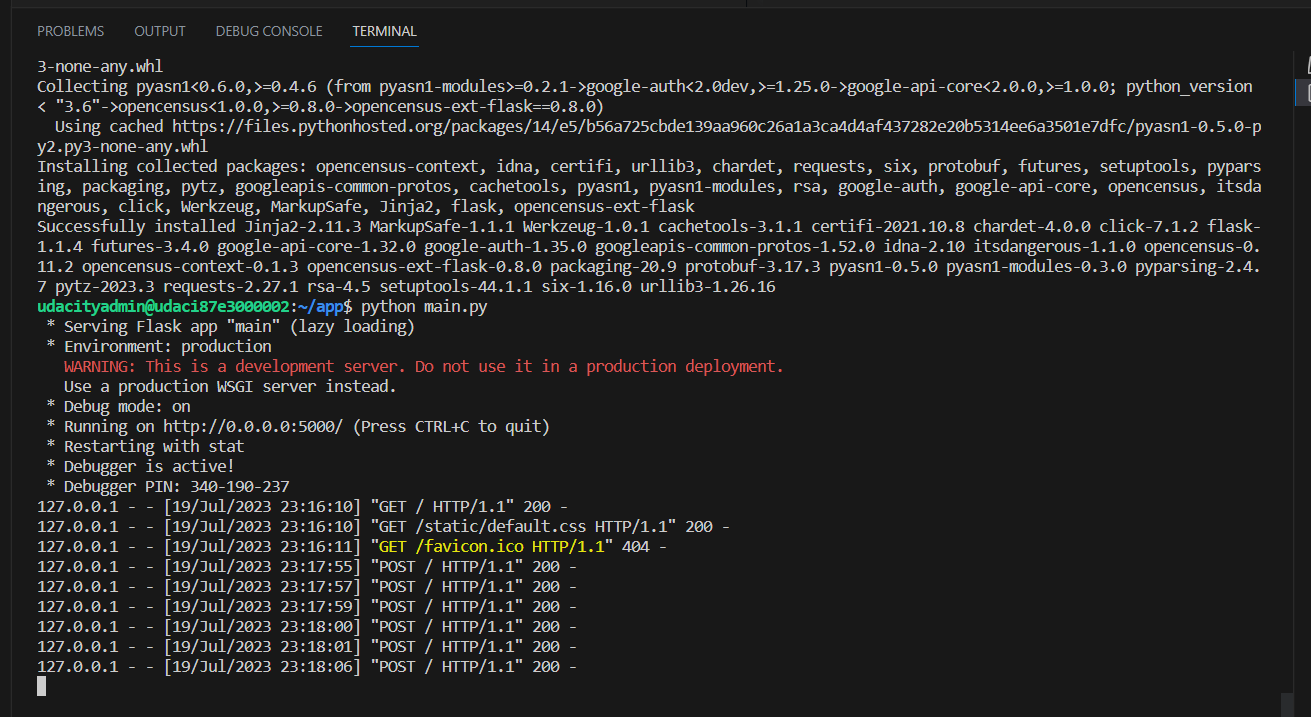 PROBLEMS OUTPUT DEBUG CONSOLE TERMINAL
3-none-any.whl
Collecting pyasn1<0.6.0,>=0.4.6 (from pyasn1-modules>=0.2.1->google-auth<2.0dev,>=1.25.0->google-api-core<2.0.0,>=1.0.0; python_version
< "3.6"->opencensus<1.0.0,>=0.8.0->opencensus-ext-flask==0.8.0)
  Using cached https://files.pythonhosted.org/packages/14/e5/b56a725cbde139aa960c26a1a3ca4d4af437282e20b5314ee6a3501e7dfc/pyasn1-0.5.0-p
y2.py3-none-any.whl
Installing collected packages: opencensus-context, idna, certifi, urllib3, chardet, requests, six, protobuf, futures, setuptools, pypars
ing, packaging, pytz, googleapis-common-protos, cachetools, pyasn1, pyasn1-modules, rsa, google-auth, google-api-core, opencensus, itsda
ngerous, click, Werkzeug, MarkupSafe, Jinja2, flask, opencensus-ext-flask
Successfully installed Jinja2-2.11.3 MarkupSafe-1.1.1 Werkzeug-1.0.1 cachetools-3.1.1 certifi-2021.10.8 chardet-4.0.0 click-7.1.2 flask-
1.1.4 futures-3.4.0 google-api-core-1.32.0 google-auth-1.35.0 googleapis-common-protos-1.52.0 idna-2.10 itsdangerous-1.1.0 opencensus-0.
11.2 opencensus-context-0.1.3 opencensus-ext-flask-0.8.0 packaging-20.9 protobuf-3.17.3 pyasn1-0.5.0 pyasn1-modules-0.3.0 pyparsing-2.4.
7 pytz-2023.3 requests-2.27.1 rsa-4.5 setuptools-44.1.1 six-1.16.0 urllib3-1.26.16
udacityadmin@udaci87e3000002:~/app$ python main.py
 * Serving Flask app "main" (lazy loading)
 * Environment: production
   WARNING: This is a development server. Do not use it in a production deployment.
   Use a production WSGI server instead.
 * Debug mode: on
 * Running on http://0.0.0.0:5000/ (Press CTRL+C to quit)
 * Restarting with stat
 * Debugger is active!
 * Debugger PIN: 340-190-237
127.0.0.1 - - [19/Jul/2023 23:16:10] "GET / HTTP/1.1" 200 -
127.0.0.1 - - [19/Jul/2023 23:16:10] "GET /static/default.css HTTP/1.1" 200 -
127.0.0.1 - - [19/Jul/2023 23:16:11] "GET /favicon.ico HTTP/1.1" 404 -
127.0.0.1 - - [19/Jul/2023 23:17:55] "POST / HTTP/1.1" 200 -
127.0.0.1 - - [19/Jul/2023 23:17:57] "POST / HTTP/1.1" 200 -
127.0.0.1 - - [19/Jul/2023 23:17:59] "POST / HTTP/1.1" 200 -
127.0.0.1 - - [19/Jul/2023 23:18:00] "POST / HTTP/1.1" 200 -
127.0.0.1 - - [19/Jul/2023 23:18:01] "POST / HTTP/1.1" 200 -
127.0.0.1 - - [19/Jul/2023 23:18:06] "POST / HTTP/1.1" 200 -